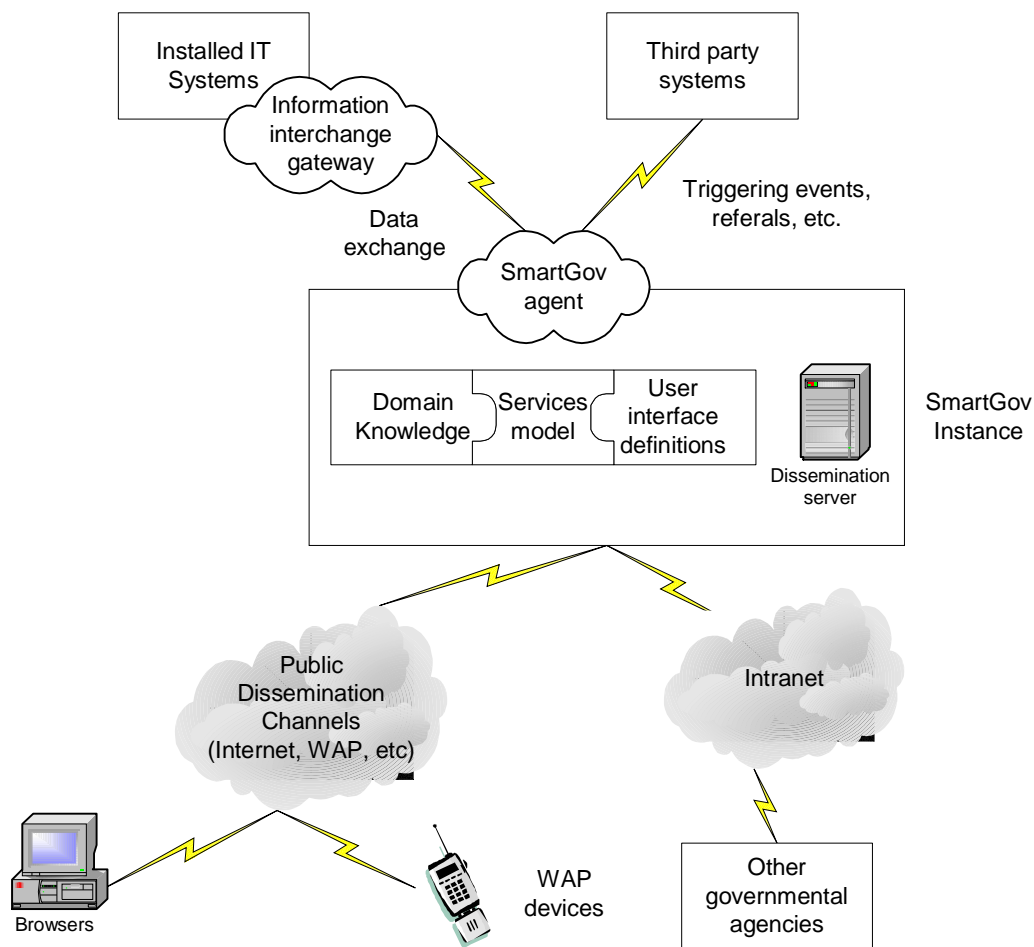 Installed IT
Systems
Third party
systems
Information
interchange
gateway
Data
exchange
Triggering events,
referals, etc.
SmartGov
agent
Domain
Knowledge
Services
model
User
interface
definitions
SmartGov
Instance
Dissemination
server
Public
Dissemination
Channels
(Internet, WAP, etc)
Intranet
Browsers
WAP
devices
Other
governmental
agencies